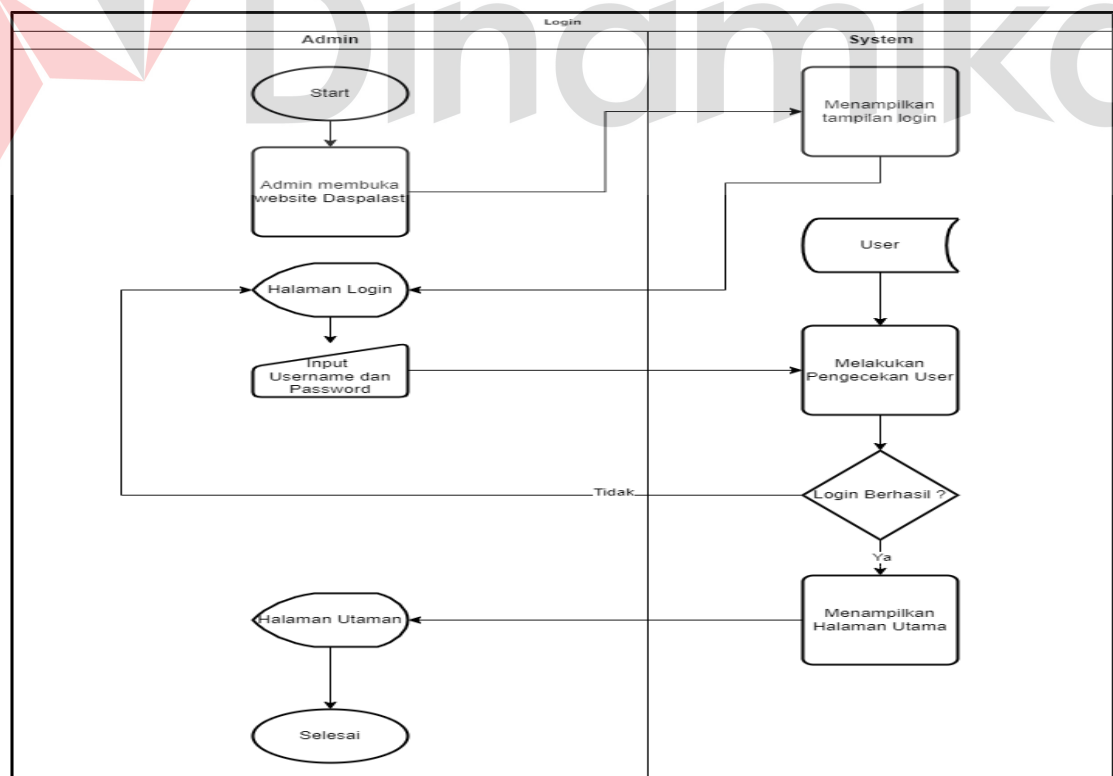 Dinamika
Login
Admin
System
Start
Menampilkan
tampilan login
Admin membuka
website Daspalast
User
Halaman Login
Input
Username dan
Password
Melakukan
Pengecekan User
Login Berhasil ?
Tidak
Ya
Halaman Utaman
Menampilkan
Halaman Utama
Selesai